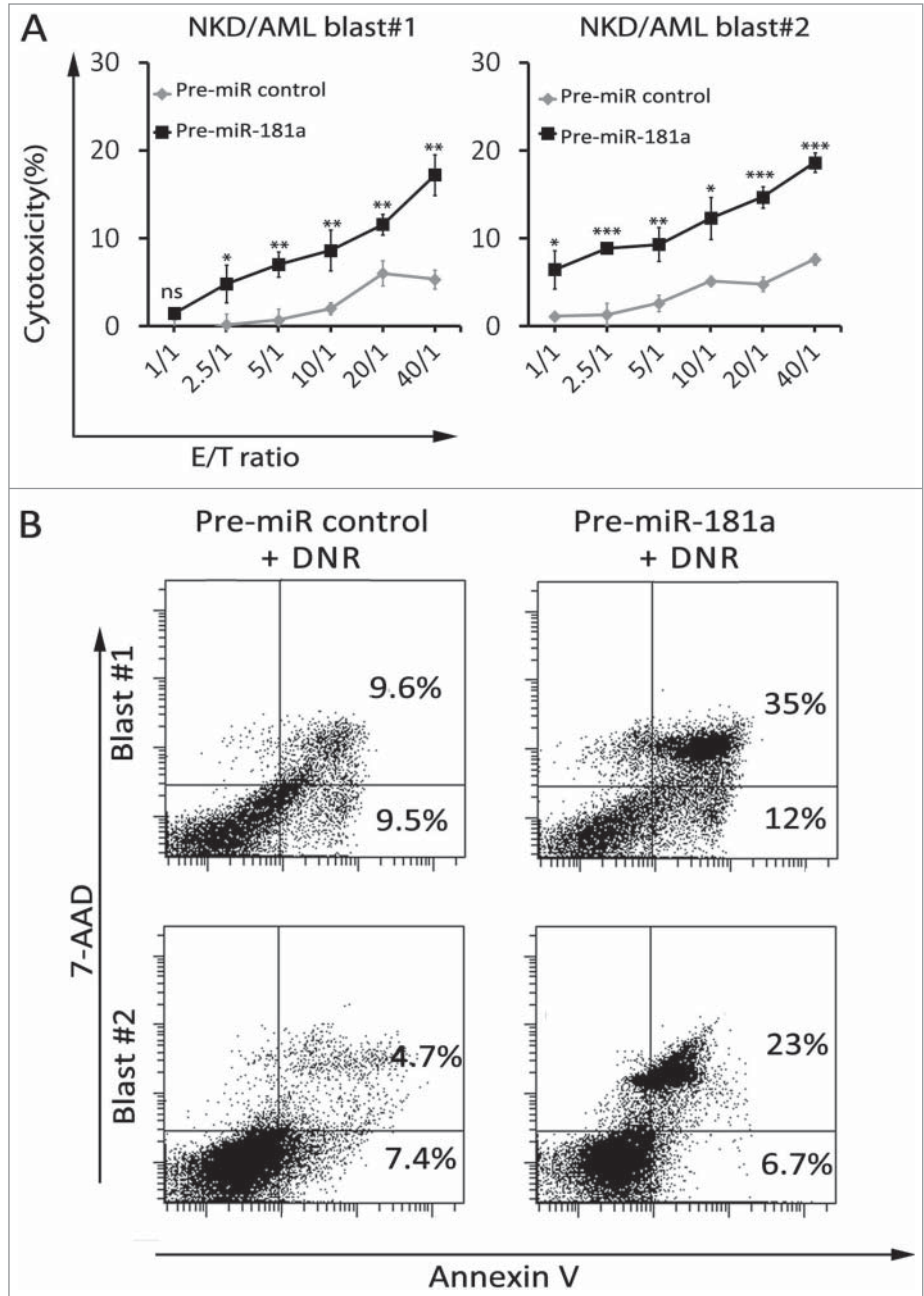 A
NKD/AML blast#1
NKD/AML blast#2
Cytotoxicity(%)
30
20
10
0
Pre-miR control
Pre-miR-181a
ns
*
**
**
**
**
1/1
2.5/1
5/1
10/1
20/1
40/1
30
20
10
0
Pre-miR control
Pre-miR-181a
*
***
**
*
***
***
1/1
2.5/1
5/1
10/1
20/1
40/1
E/T ratio
B
Pre-miR control
+ DNR
Pre-miR-181a
+ DNR
7-AAD
Blast #1
9.6%
9.5%
35%
12%
Blast #2
4.7%
7.4%
23%
6.7%
Annexin V